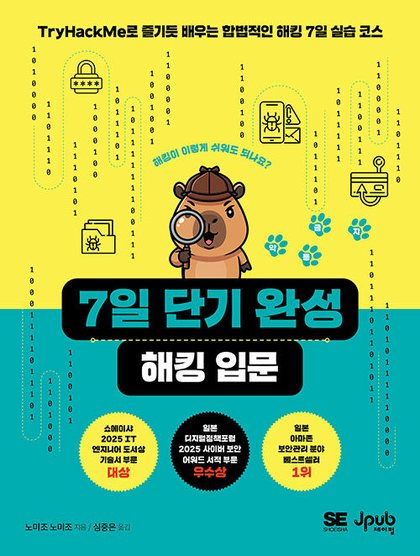 TryHackMe로 즐기듯 배우는 합법적인 해킹 7일 실습 코스
해킹이 이렇게 쉬워도 되나요?
악용금지
7일 단기 완성
해킹 입문
쇼에이샤
2025 IT
엔지니어 도서상
기술서 부문
대상
일본
디지털정책포럼
2025 사이버 보안
어워드 서적 부문
우수상
일본
아마존
보안관리 분야
베스트셀러
1위
노미조 노미조 지음 / 심중은 옮김
SE
SHOEISHA
Jpub
제이펍